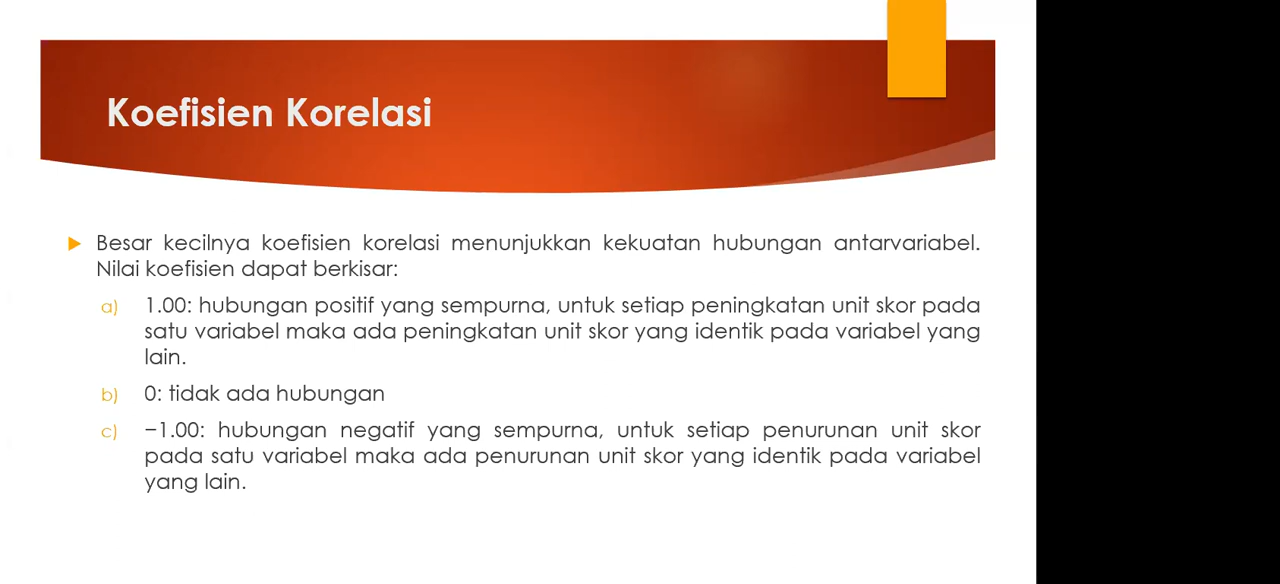 Koefisien Korelasi
Besar kecilnya koefisien korelasi menunjukkan kekuatan hubungan antarvariabel.
Nilai koefisien dapat berkisar:
a) 1.00: hubungan positif yang sempurna, untuk setiap peningkatan unit skor pada
satu variabel maka ada peningkatan unit skor yang identik pada variabel yang
lain.
b) 0: tidak ada hubungan
c) −1.00: hubungan negatif yang sempurna, untuk setiap penurunan unit skor
pada satu variabel maka ada penurunan unit skor yang identik pada variabel
yang lain.